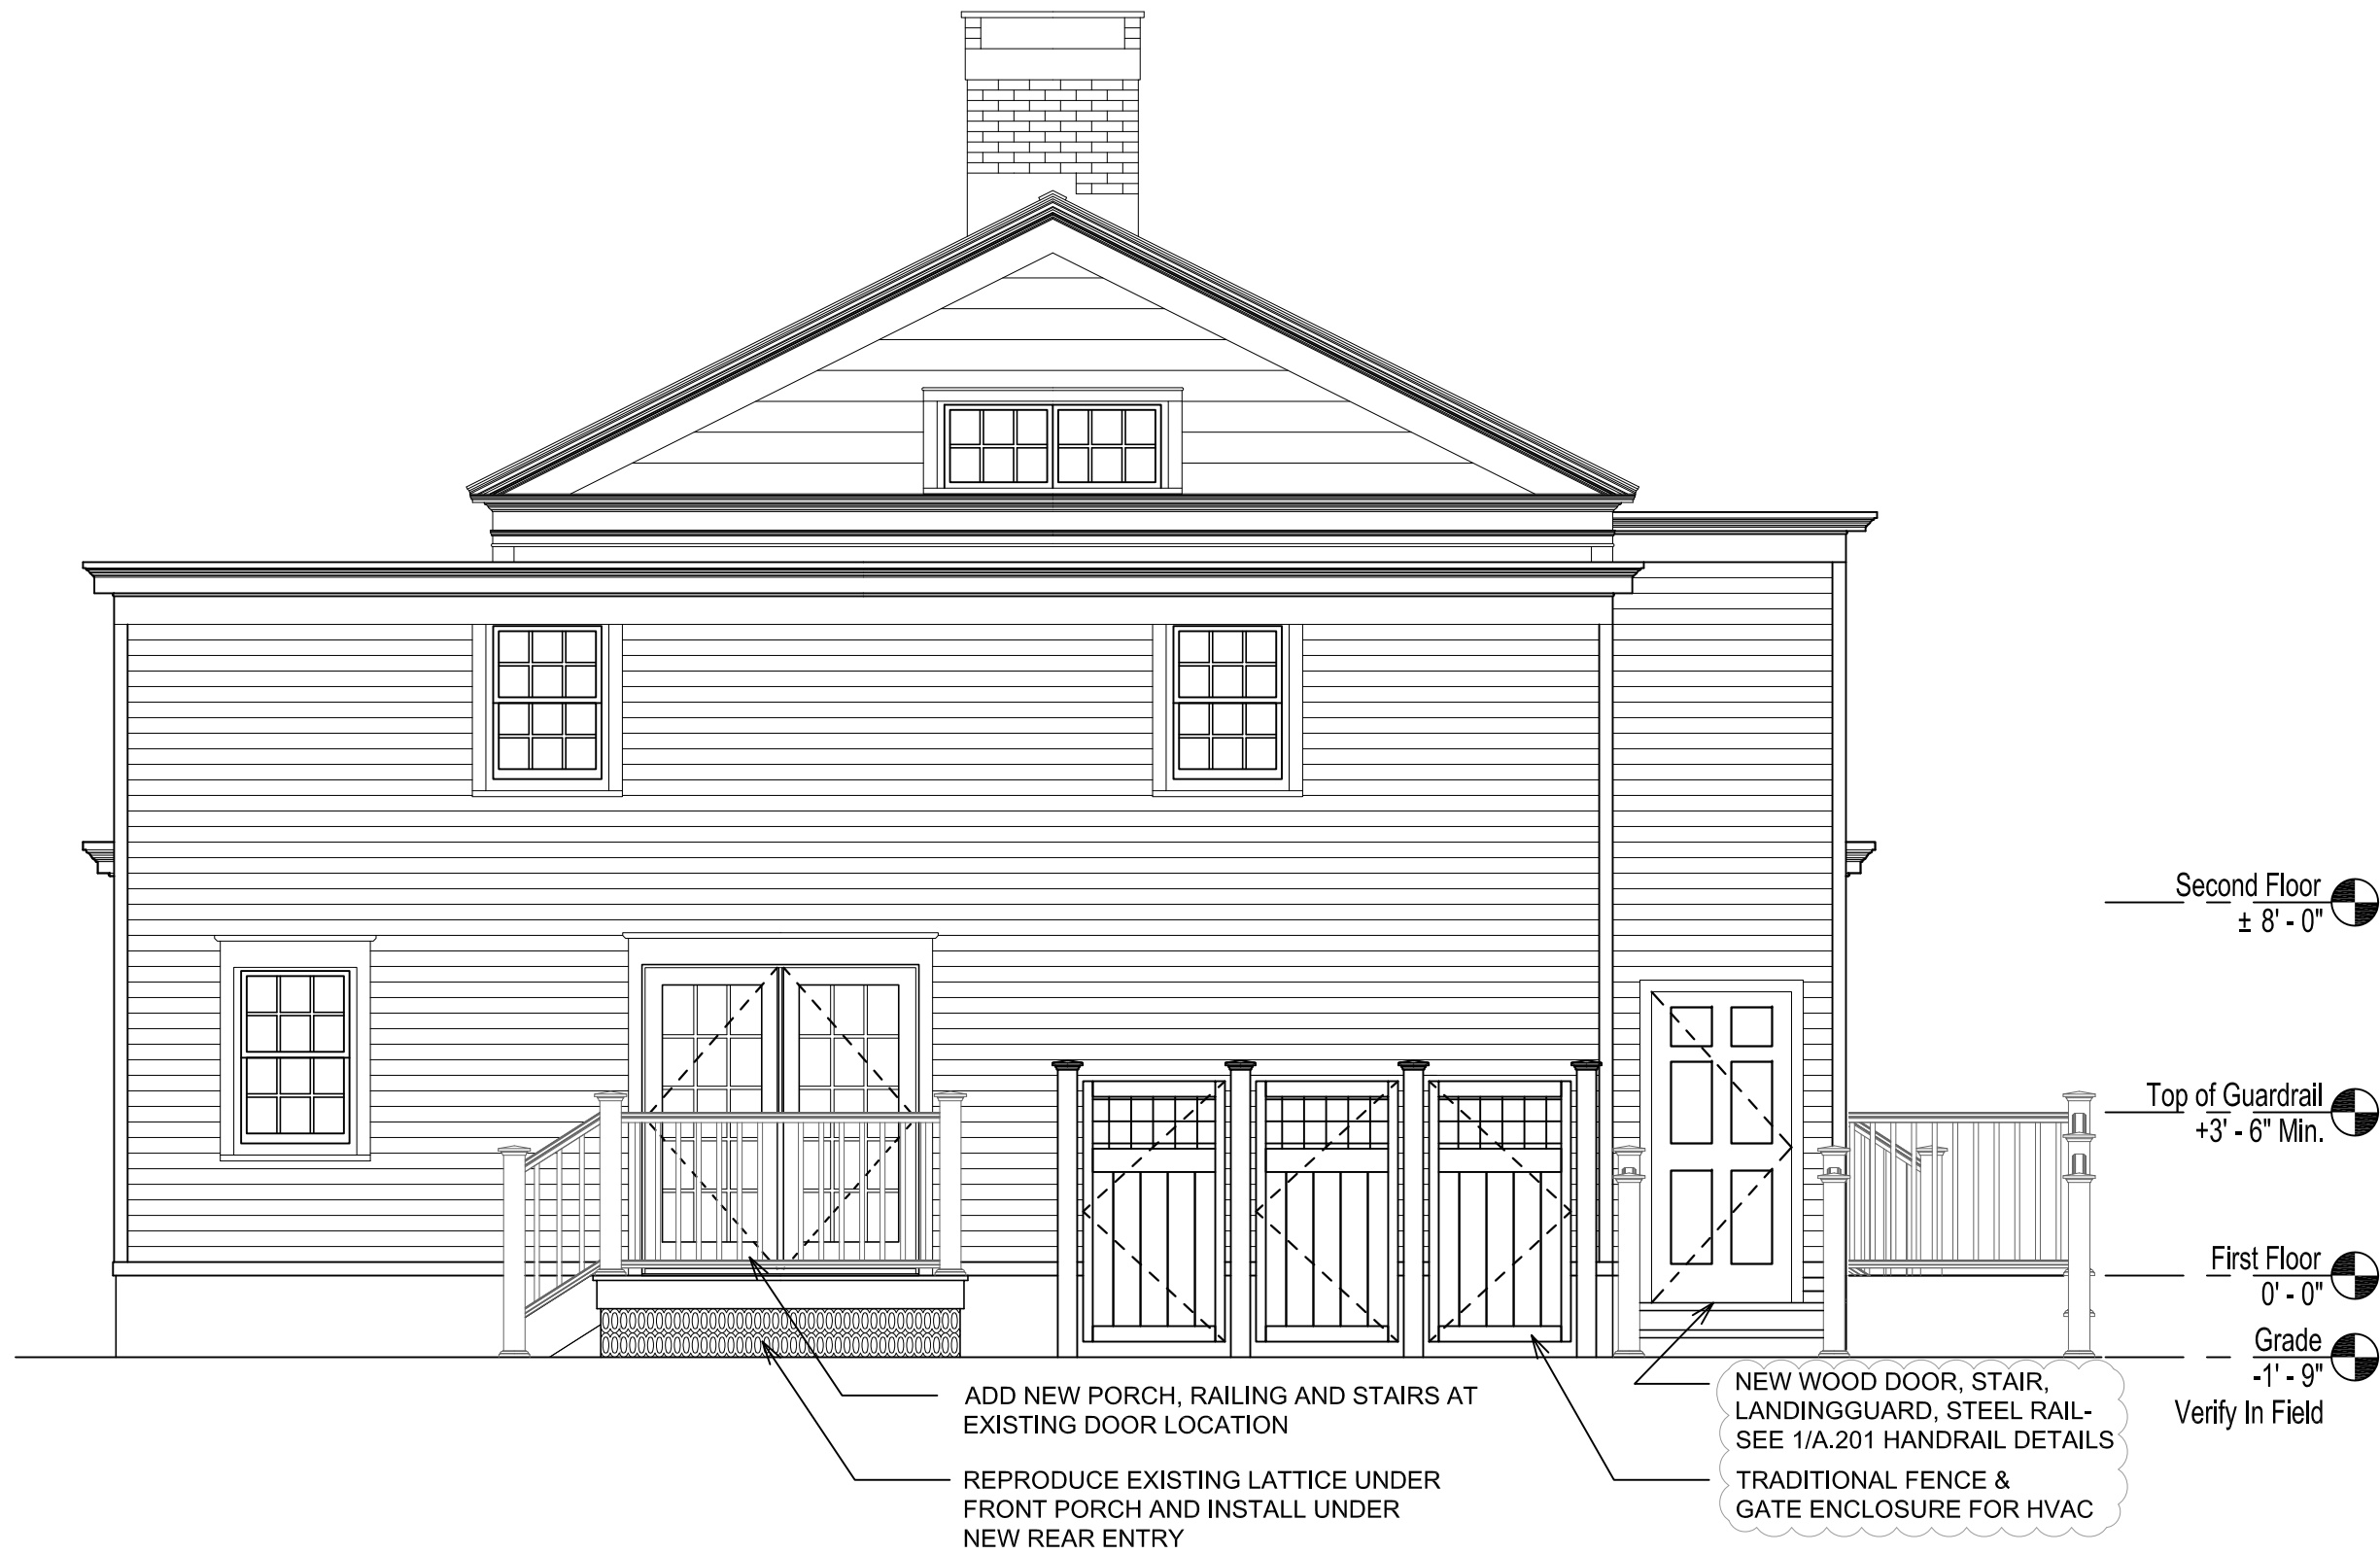 Second Floor
± 8' - 0"
Top of Guardrail
+3' - 6" Min.
First Floor
0' - 0"
Grade
-1' - 9"
Verify In Field
ADD NEW PORCH, RAILING AND STAIRS AT
EXISTING DOOR LOCATION
REPRODUCE EXISTING LATTICE UNDER
FRONT PORCH AND INSTALL UNDER
NEW REAR ENTRY
NEW WOOD DOOR, STAIR,
LANDINGGUARD, STEEL RAIL-
SEE 1/A.201 HANDRAIL DETAILS
TRADITIONAL FENCE &
GATE ENCLOSURE FOR HVAC